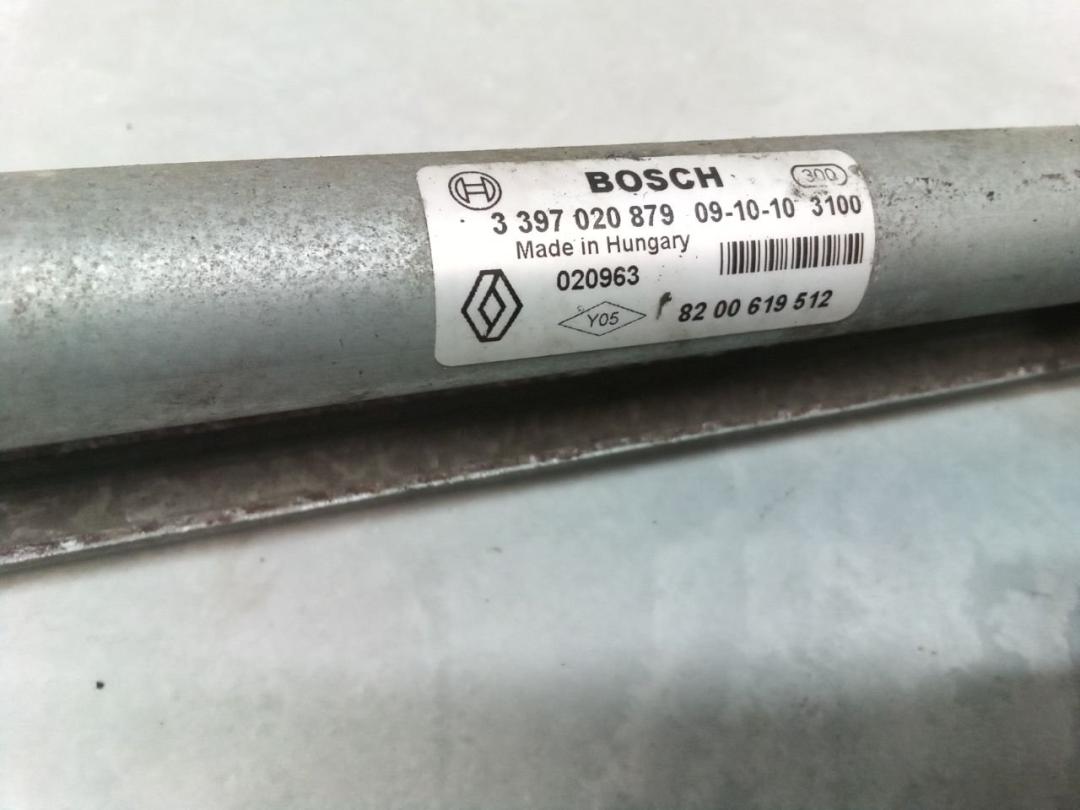 BOSCH 300
3 397 020 879 09-10-10 3100
Made in Hungary
020963
Y05 82 00 619 512